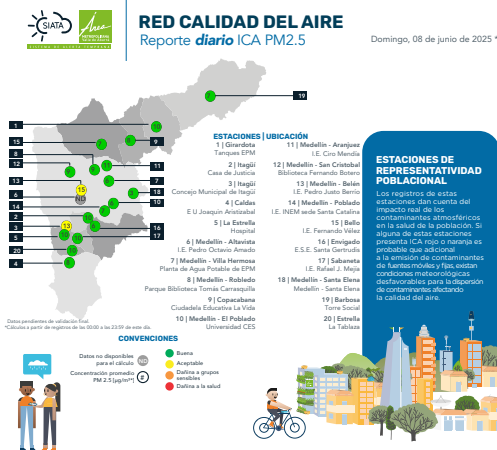 SIATA
SISTEMA DE ALERTA TEMPRANA
Área
METROPOLITANA
Valle de Aburrá
RED CALIDAD DEL AIRE
Reporte diario ICA PM2.5
Domingo, 08 de junio de 2025 *
1
15
8
12
13
6
14
2
3
5
20
4
19
9
11
7
18
10
16
17
ND
15
13
10
ESTACIONES | UBICACIÓN
1 | Girardota
Tanques EPM
2 | Itagüí
Casa de Justicia
3 | Itagüí
Concejo Municipal de Itagüí
4 | Caldas
E U Joaquín Aristizabal
5 | La Estrella
Hospital
6 | Medellín - Altavista
I.E. Pedro Octavio Amado
7 | Medellín - Villa Hermosa
Planta de Agua Potable de EPM
8 | Medellín - Robledo
Parque Biblioteca Tomás Carrasquilla
9 | Copacabana
Ciudadela Educativa La Vida
10 | Medellín - El Poblado
Universidad CES
11 | Medellín - Aranjuez
I.E. Ciro Mendía
12 | Medellín - San Cristobal
Biblioteca Fernando Botero
13 | Medellín - Belén
I.E. Pedro Justo Berrio
14 | Medellín - Poblado
I.E. INEM sede Santa Catalina
15 | Bello
I.E. Fernando Vélez
16 | Envigado
E.S.E. Santa Gertrudis
17 | Sabaneta
I.E. Rafael J. Mejía
18 | Medellín - Santa Elena
Medellín - Santa Elena
19 | Barbosa
Torre Social
20 | Estrella
La Tablaza
ESTACIONES DE
REPRESENTATIVIDAD
POBLACIONAL
Los registros de estas
estaciones dan cuenta del
impacto real de los
contaminantes atmosféricos
en la salud de la población. Si
alguna de estas estaciones
presenta ICA rojo o naranja es
probable que adicional
a la emisión de contaminantes
de fuentes móviles y fijas, existan
condiciones meteorológicas
desfavorables para la dispersión
de contaminantes afectando
la calidad del aire.
Datos pendientes de validación final.
*Cálculos a partir de registros de las 00:00 a las 23:59 de este día.
CONVENCIONES
Datos no disponibles
para el cálculo
ND
Concentración promedio
PM 2.5 (µg/m³)
#
Buena
Aceptable
Dañina a grupos
sensibles
Dañina a la salud